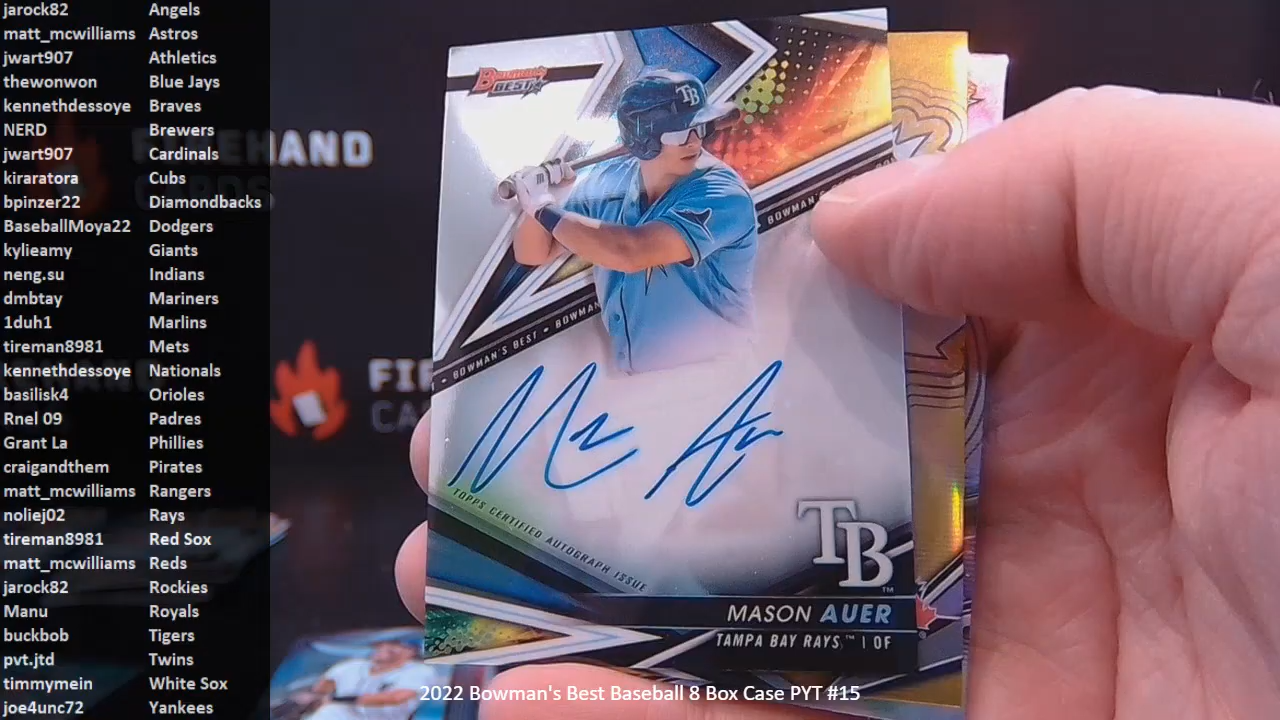 jarock82 Angels
matt_mcwilliams Astros
jwart907 Athletics
thewonwon Blue Jays
kennethdessoye Braves
NERD Brewers
jwart907 Cardinals
kiraratora Cubs
bpinzer22 Diamondbacks
BaseballMoya22 Dodgers
kylieamy Giants
neng.su Indians
dmbtay Mariners
1duh1 Marlins
tireman8981 Mets
kennethdessoye Nationals
basilisk4 Orioles
Rnel 09 Padres
Grant La Phillies
craigandthem Pirates
matt_mcwilliams Rangers
noliej02 Rays
tireman8981 Red Sox
matt_mcwilliams Reds
jarock82 Rockies
Manu Royals
buckbob Tigers
pvt.jtd Twins
timmymein White Sox
joe4unc72 Yankees
BOWMAN'S BEST
TB
BOWMAN'S
BOWMAN'S BEST • BOWMAN
TOPPS CERTIFIED AUTOGRAPH ISSUE
TB
MASON AUER
TAMPA BAY RAYS™ | OF
2022 Bowman's Best Baseball 8 Box Case PYT #15